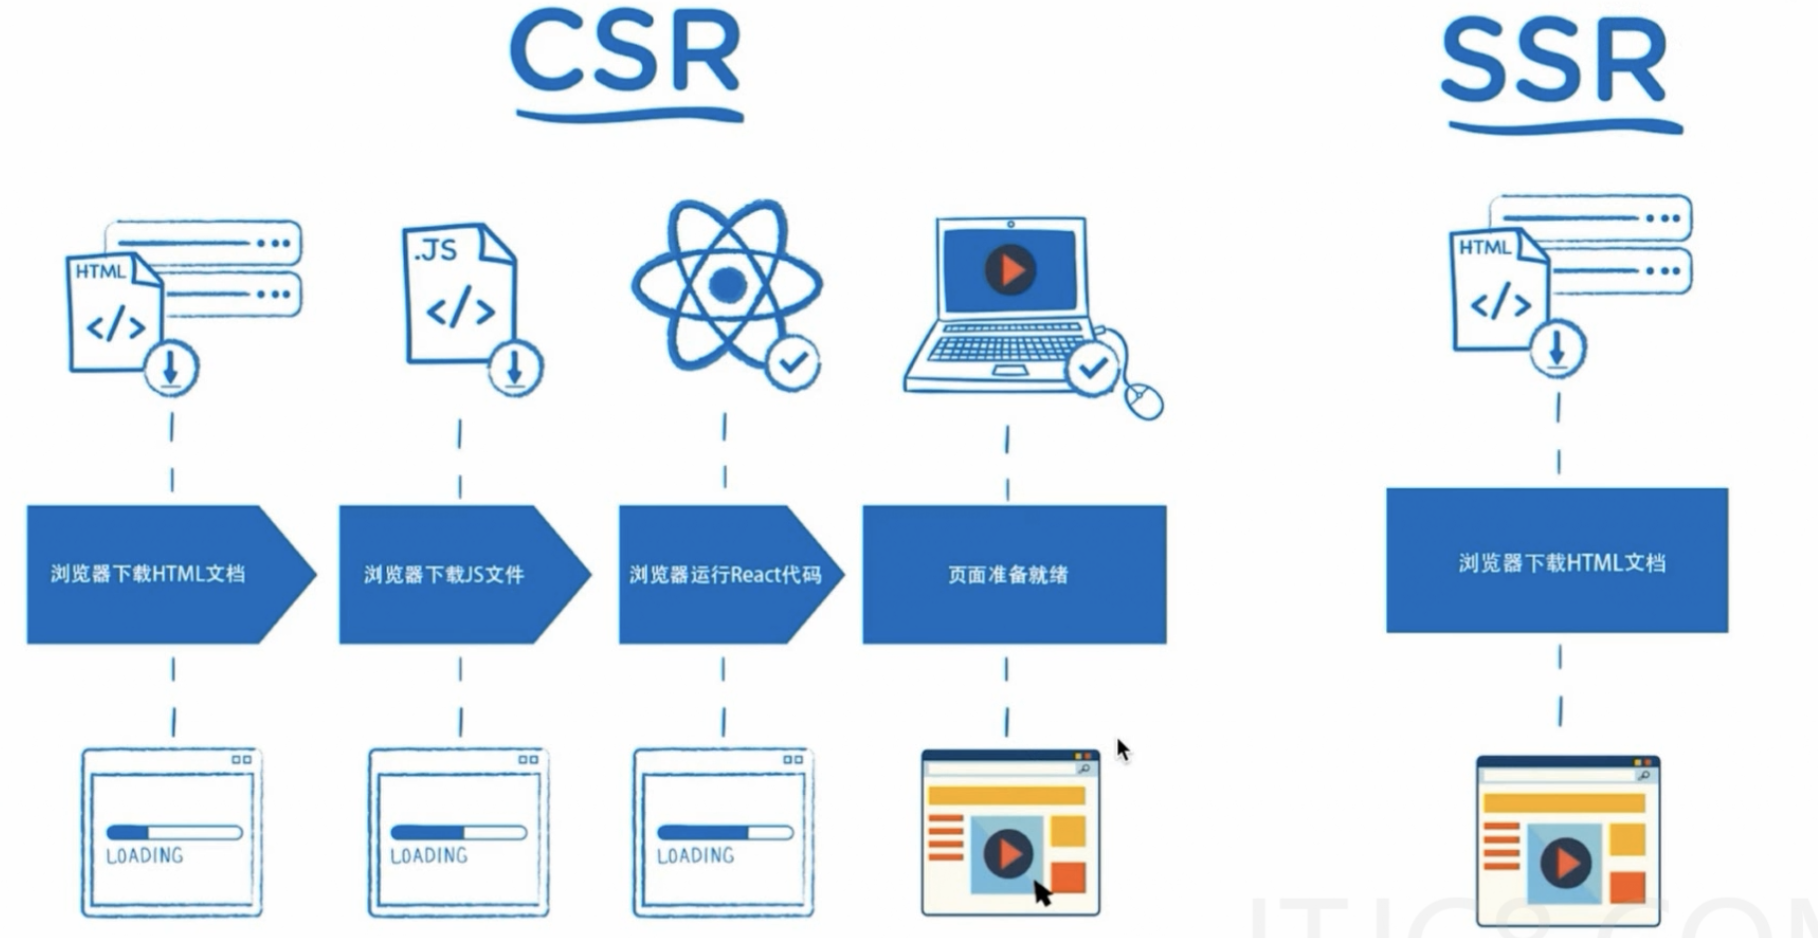 CSR
SSR
HTML
</>
.JS
</>
HTML
</>
浏览器下载HTML文档
浏览器下载JS文件
浏览器运行React代码
页面准备就绪
浏览器下载HTML文档
LOADING
LOADING
LOADING